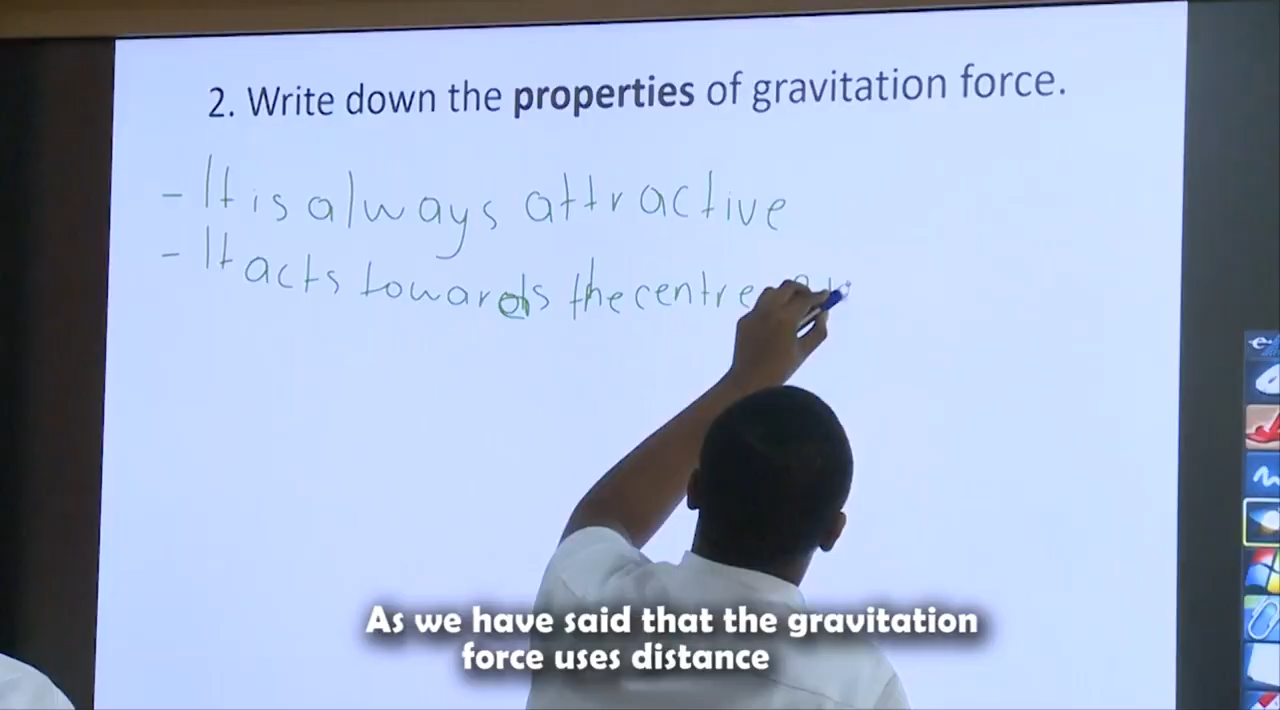 2. Write down the properties of gravitation force.
- It is always attractive
- It acts towards the centre
As we have said that the gravitation
force uses distance